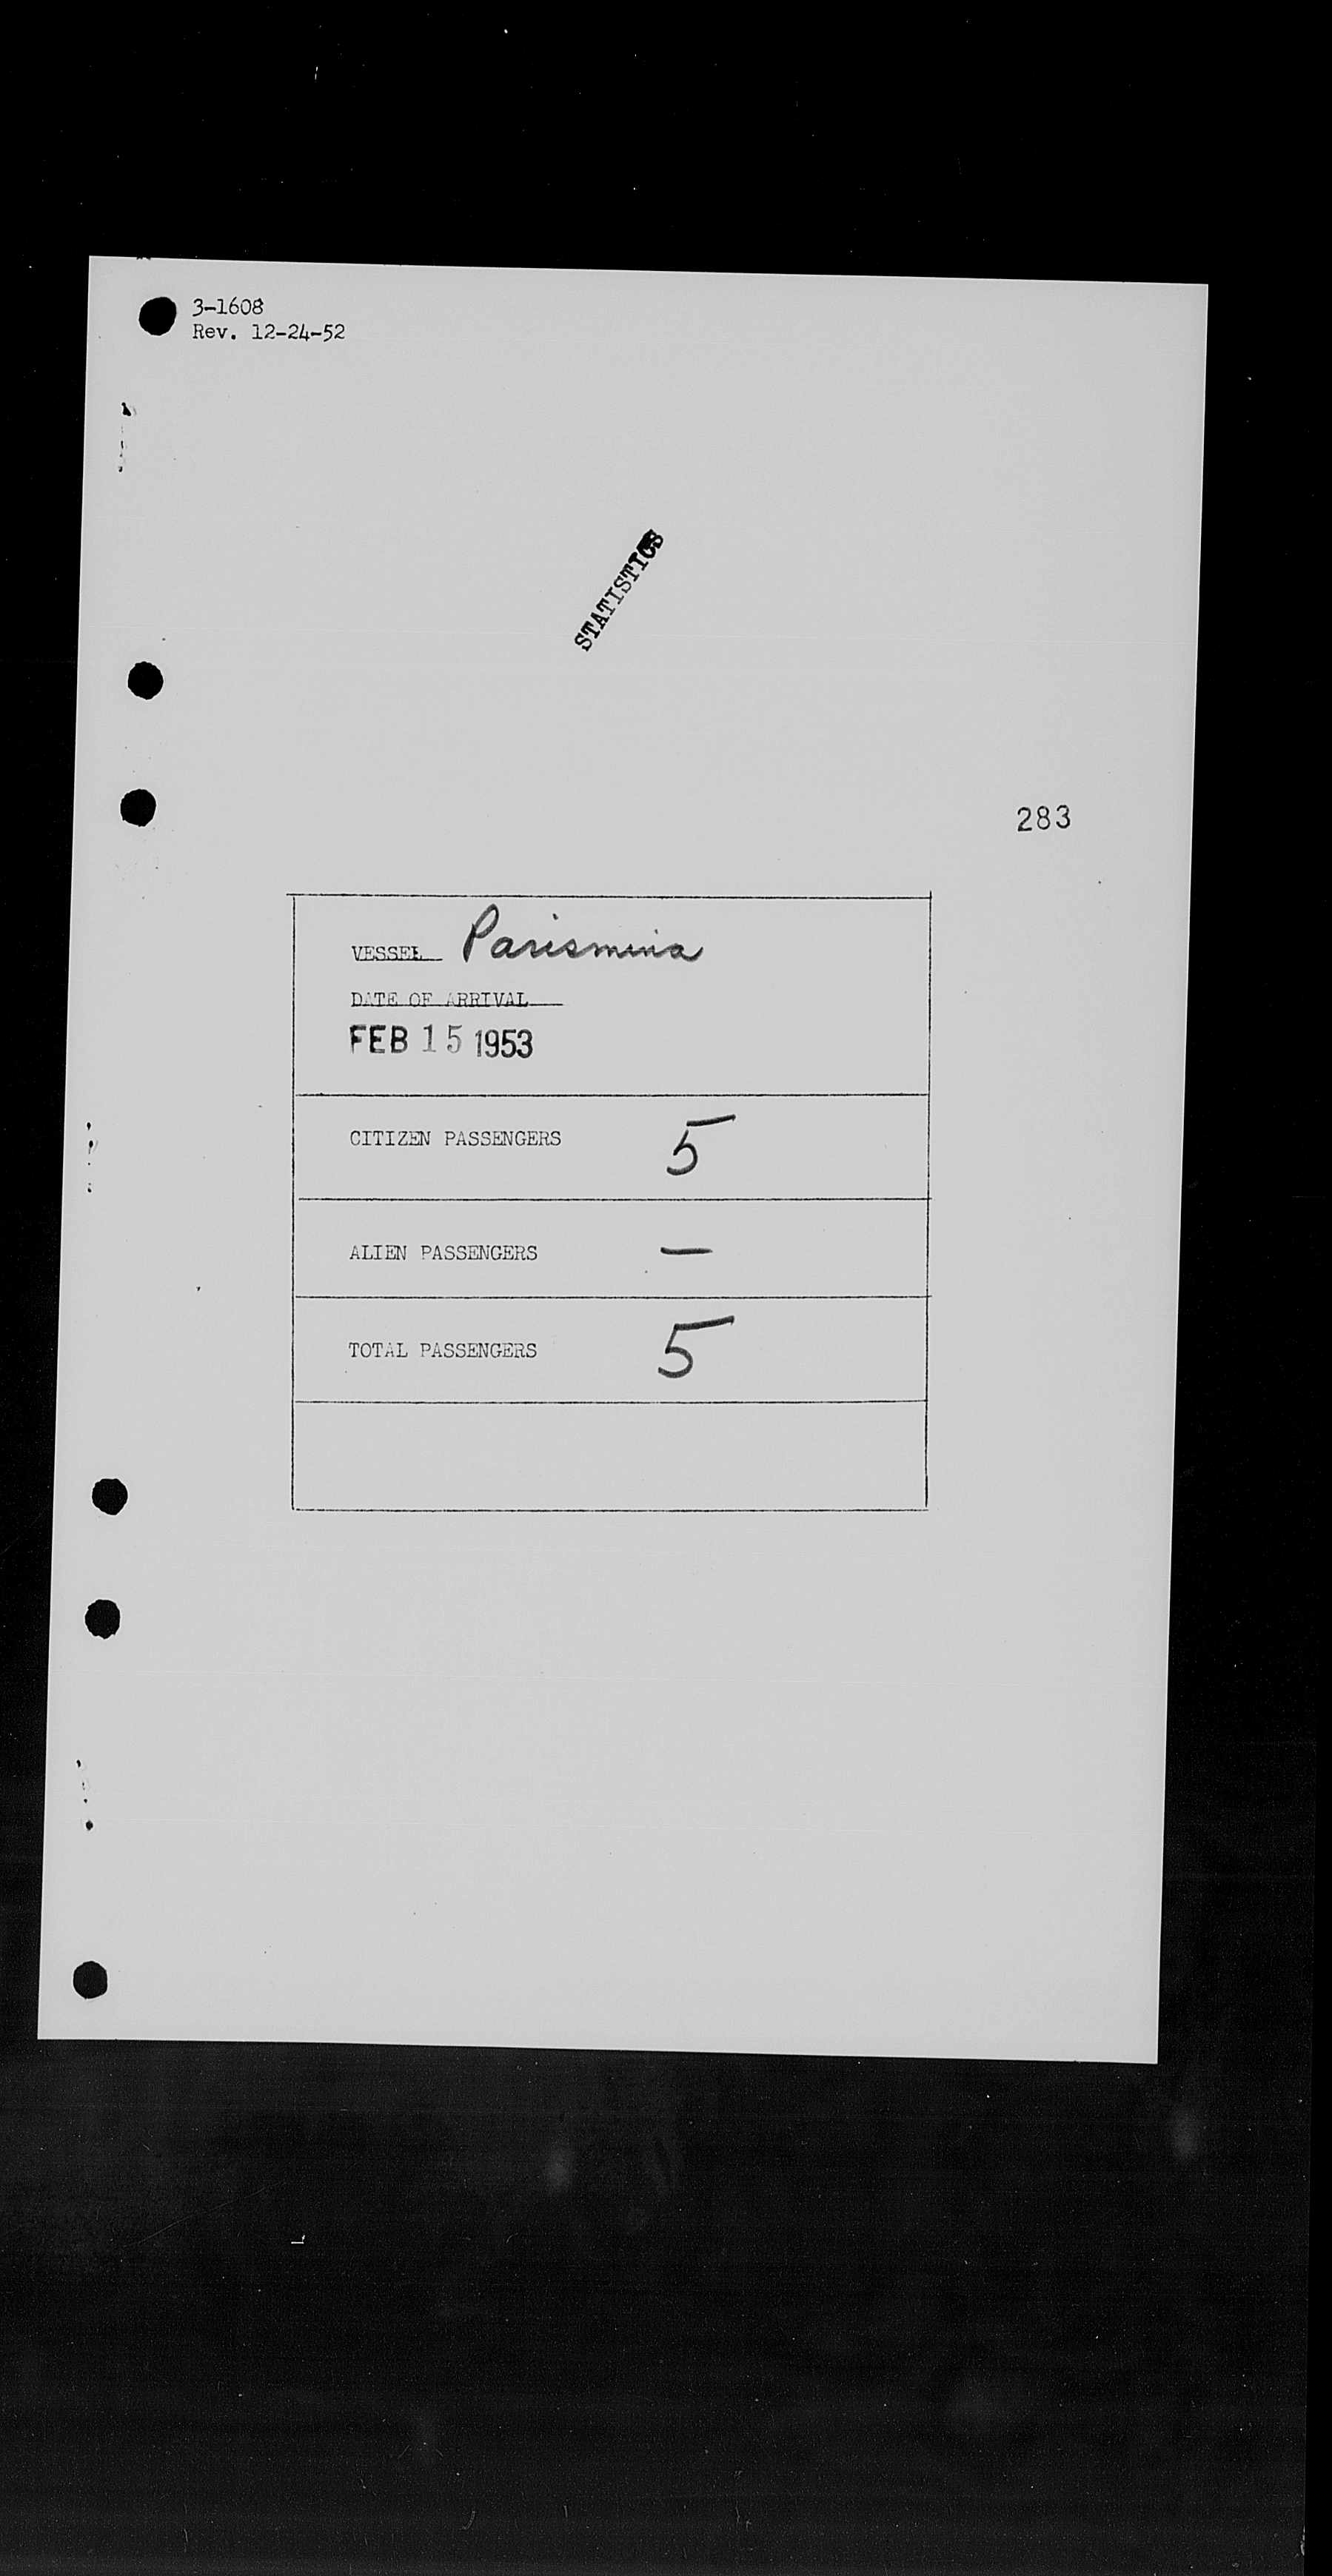 3-1608
Rev. 12-24-52
STATISTICS
283
VESSEL Parismina
DATE OF ARRIVAL
FEB 15 1953
CITIZEN PASSENGERS 5
ALIEN PASSENGERS —
TOTAL PASSENGERS 5